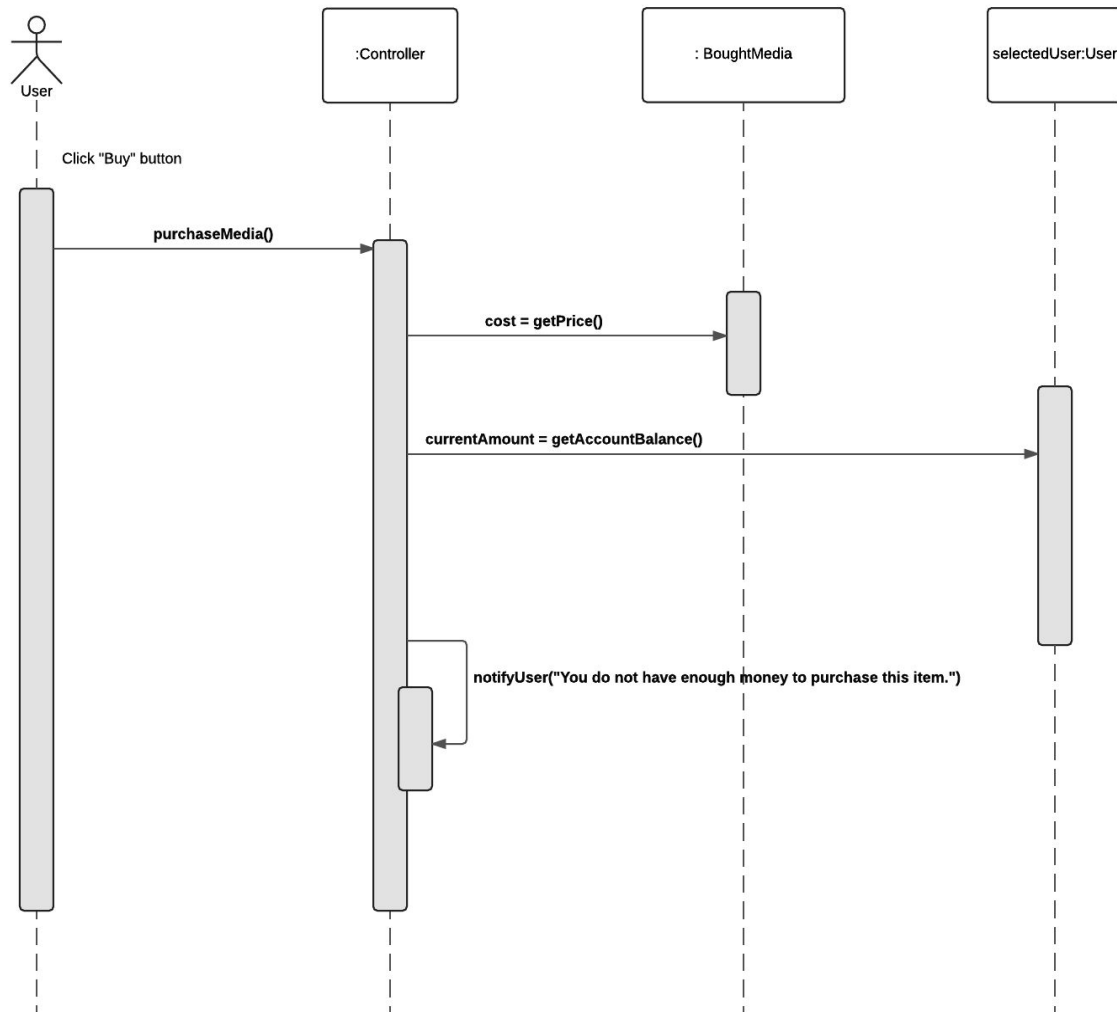 User
:Controller
: BoughtMedia
selectedUser:User
Click "Buy" button
purchaseMedia()
cost = getPrice()
currentAmount = getAccountBalance()
notifyUser("You do not have enough money to purchase this item.")